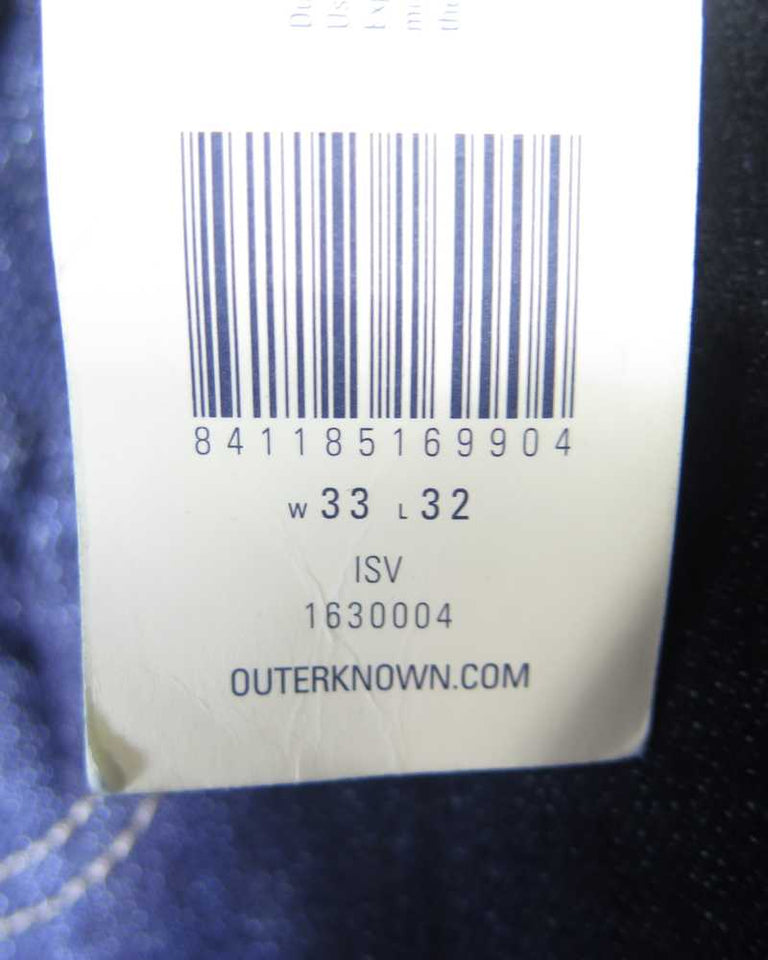 841185169904
W 33 L 32
ISV
1630004
OUTERKNOWN.COM